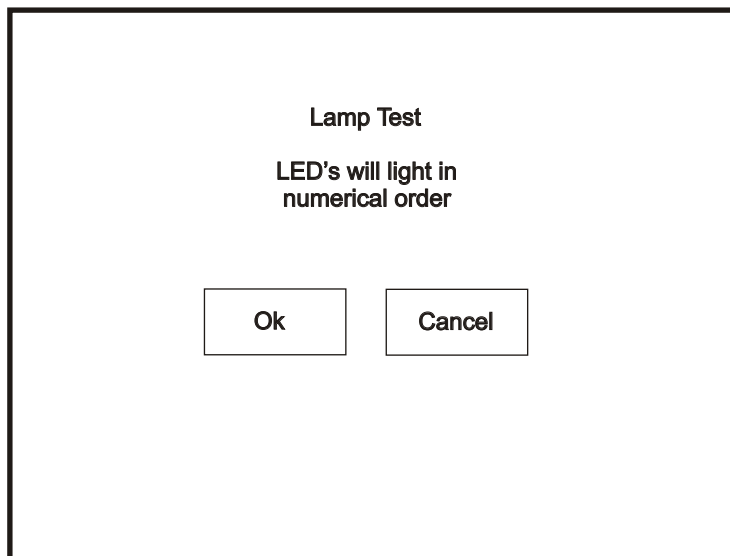 Lamp Test
LED’s will light in
numerical order
Ok
Cancel